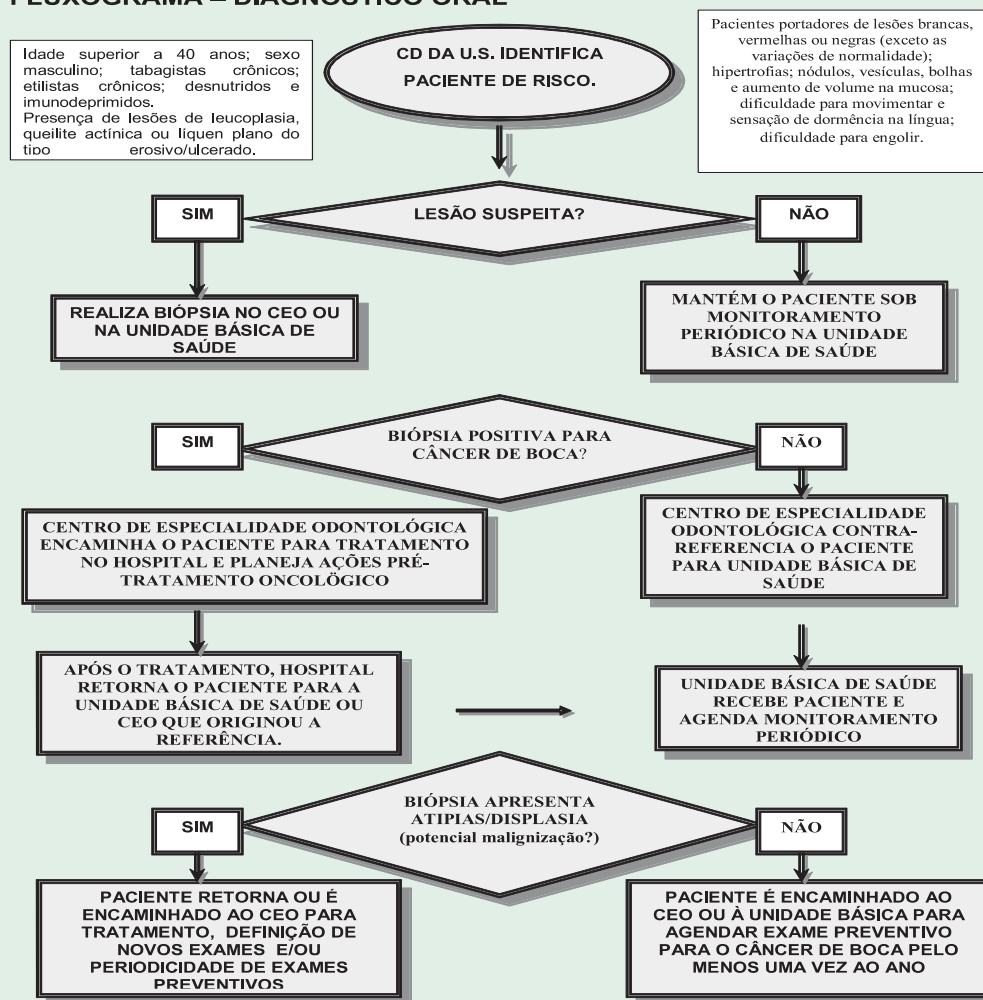 FLUXOGRAMA – DIAGNÓSTICO ORAL
Idade superior a 40 anos; sexo
masculino; tabagistas crônicos;
etilistas crônicos; desnutridos e
imunodeprimidos.
Presença de lesões de leucoplasia,
queilite actínica ou líquen plano do
tipo erosivo/ulcerado.
CD DA U.S. IDENTIFICA
PACIENTE DE RISCO.
Pacientes portadores de lesões brancas,
vermelhas ou negras (exceto as
variações de normalidade);
hipertrofias; nódulos, vesículas, bolhas
e aumento de volume na mucosa;
dificuldade para movimentar e
sensação de dormência na língua;
dificuldade para engolir.
SIM
LESÃO SUSPEITA?
NÃO
REALIZA BIÓPSIA NO CEO OU
NA UNIDADE BÁSICA DE
SAÚDE
MANTÉM O PACIENTE SOB
MONITORAMENTO
PERIÓDICO NA UNIDADE
BÁSICA DE SAÚDE
SIM
BIÓPSIA POSITIVA PARA
CÂNCER DE BOCA?
NÃO
CENTRO DE ESPECIALIDADE ODONTOLÓGICA
ENCAMINHA O PACIENTE PARA TRATAMENTO
NO HOSPITAL E PLANEJA AÇÕES PRÉ-
TRATAMENTO ONCOLÖGICO
CENTRO DE ESPECIALIDADE
ODONTOLÓGICA CONTRA-
REFERENCIA O PACIENTE
PARA UNIDADE BÁSICA DE
SAÚDE
APÓS O TRATAMENTO, HOSPITAL
RETORNA O PACIENTE PARA A
UNIDADE BÁSICA DE SAÚDE OU
CEO QUE ORIGINOU A
REFERÊNCIA.
UNIDADE BÁSICA DE SAÚDE
RECEBE PACIENTE E
AGENDA MONITORAMENTO
PERIÓDICO
SIM
BIÓPSIA APRESENTA
ATIPIAS/DISPLASIA
(potencial malignização?)
NÃO
PACIENTE RETORNA OU É
ENCAMINHADO AO CEO PARA
TRATAMENTO, DEFINIÇÃO DE
NOVOS EXAMES E/OU
PERIODICIDADE DE EXAMES
PREVENTIVOS
PACIENTE É ENCAMINHADO AO
CEO OU À UNIDADE BÁSICA PARA
AGENDAR EXAME PREVENTIVO
PARA O CÂNCER DE BOCA PELO
MENOS UMA VEZ AO ANO